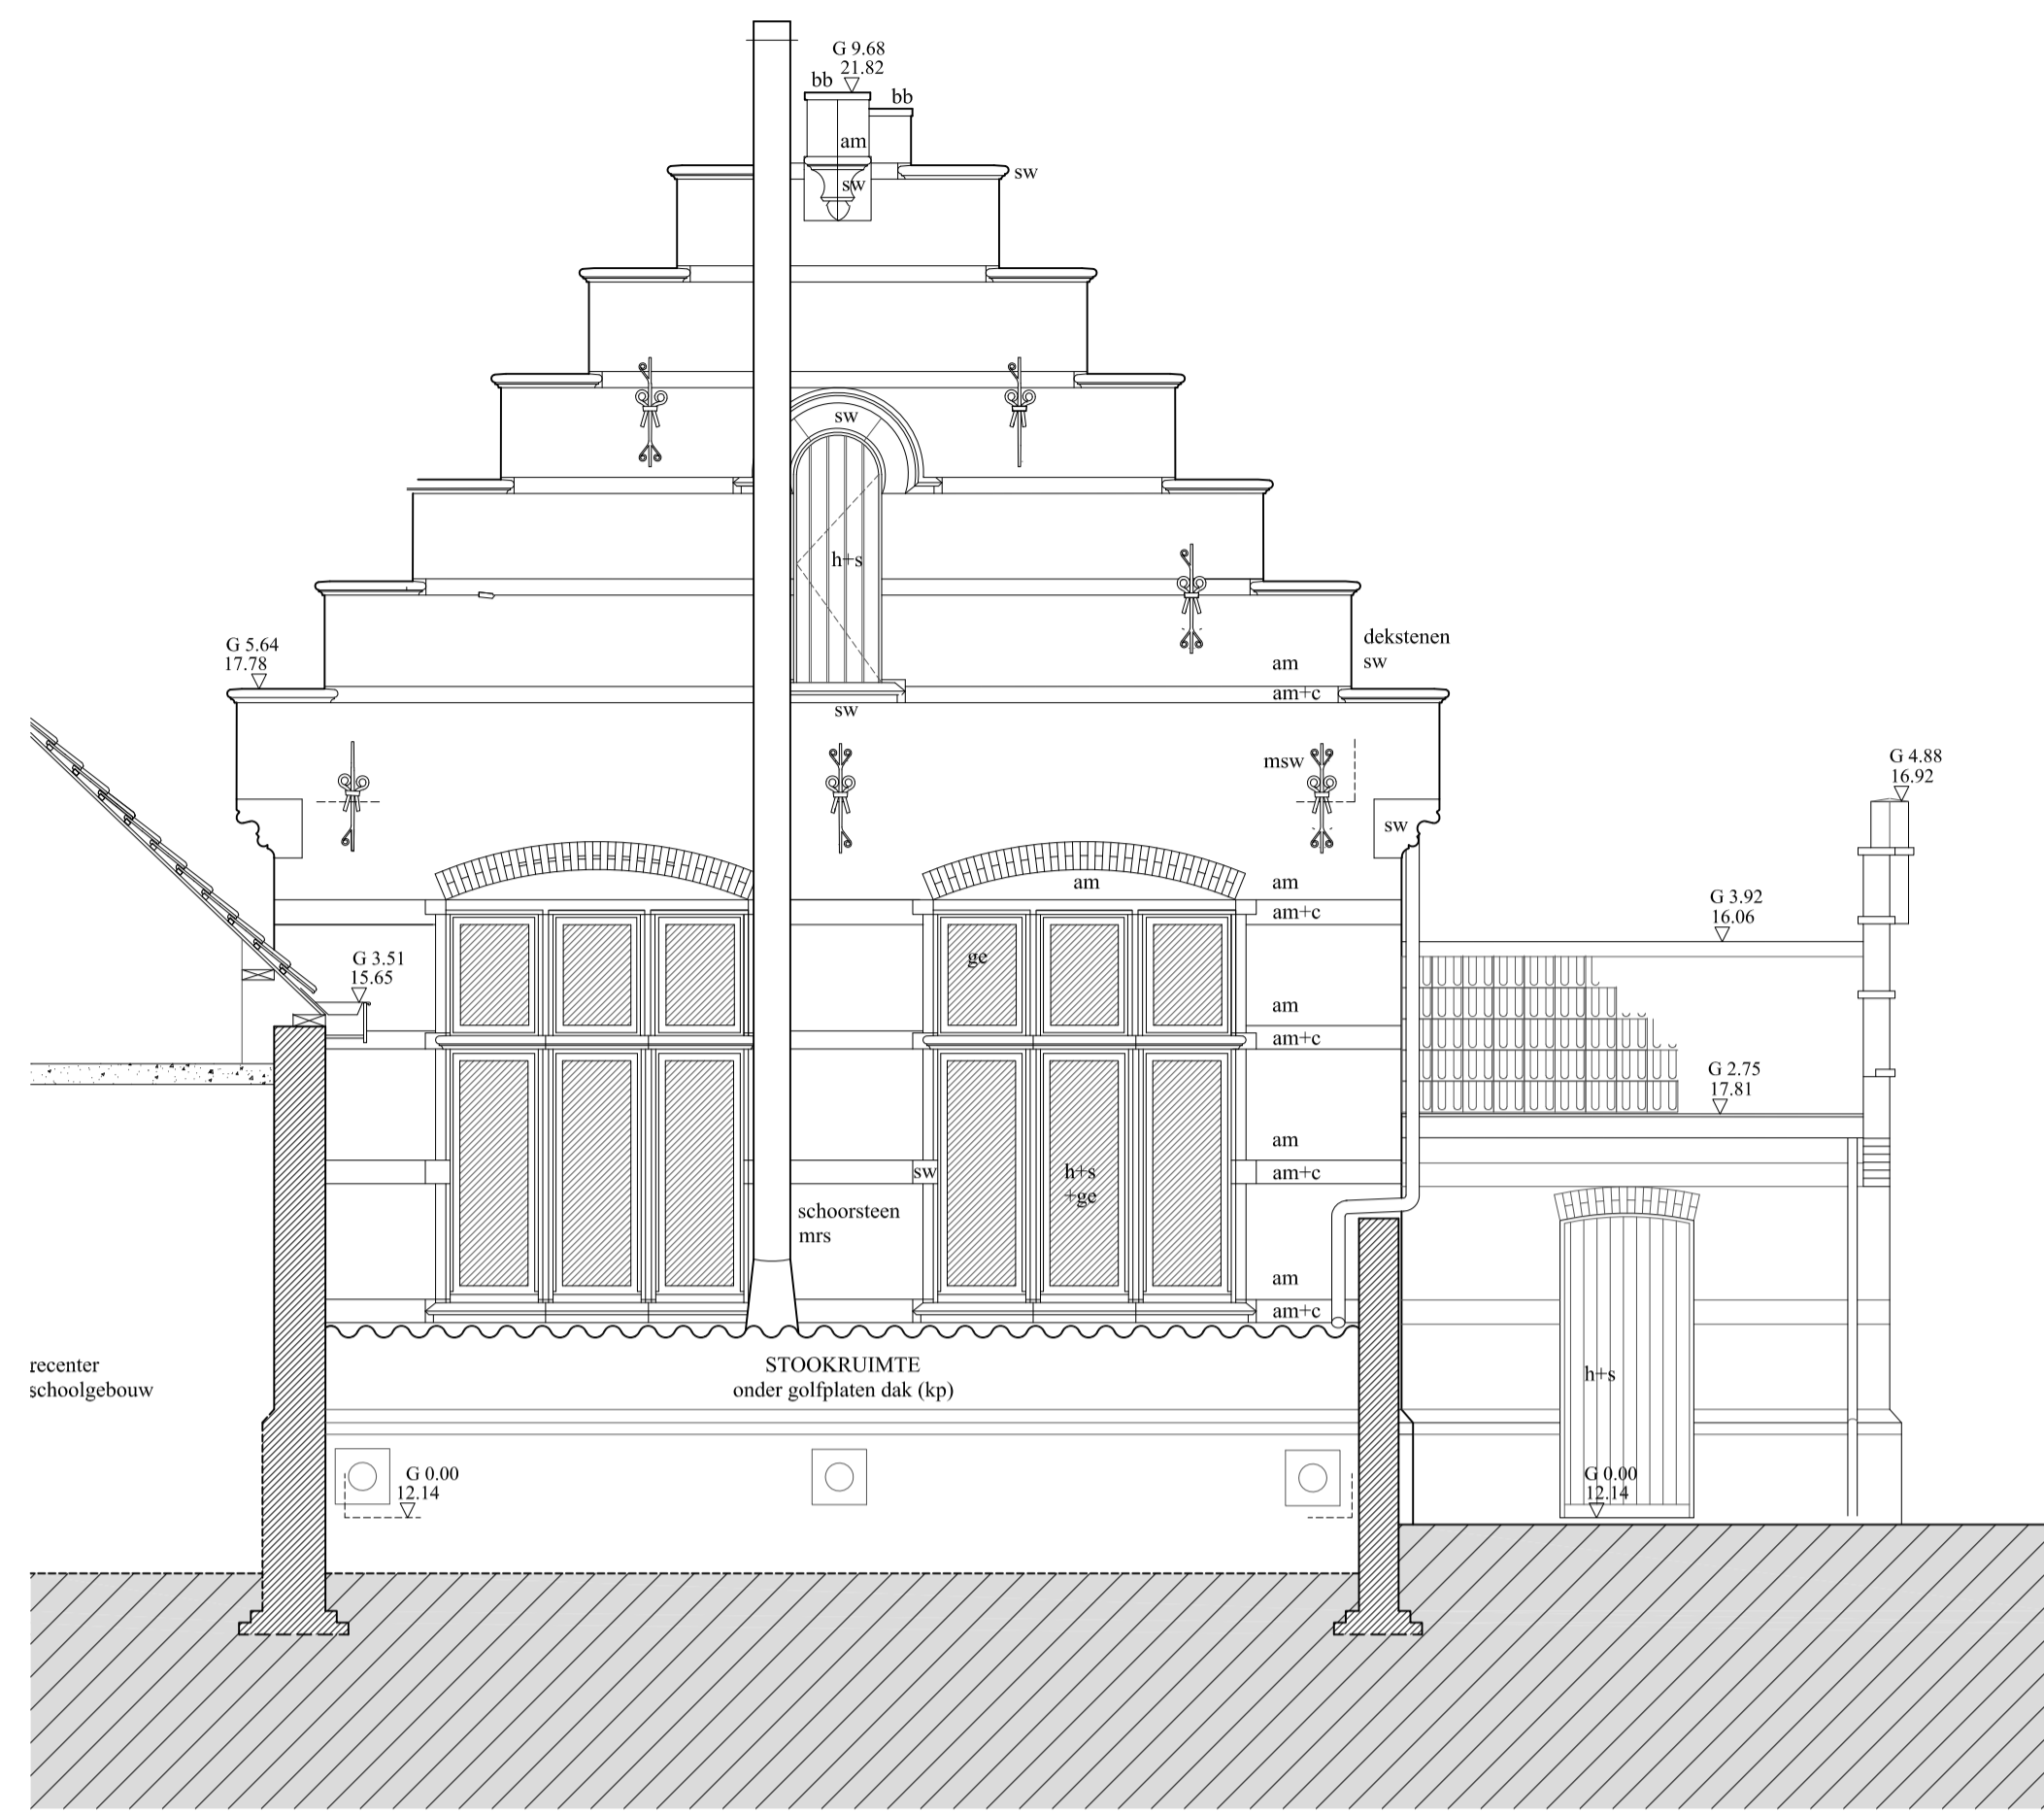 G 9.68
21.82
bb
bb
am
sw
sw
sw
h+s
G 5.64
17.78
dekstenen
sw
am
am+c
sw
msw
G 4.88
16.92
sw
am
am
am+c
G 3.92
16.06
ge
G 3.51
15.65
am
am+c
G 2.75
17.81
am
sw
h+s
+ge
am+c
schoorsteen
mrs
am
am+c
recenter
schoolgebouw
STOOKRUIMTE
onder golfplaten dak (kp)
h+s
G 0.00
12.14
G 0.00
12.14